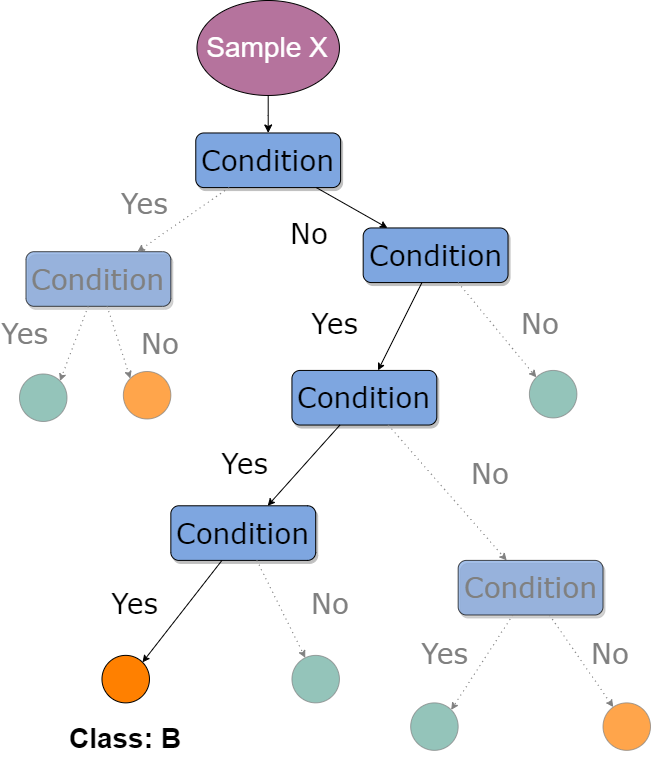 Sample X
Condition
Yes
No
Condition
Condition
Yes
No
Yes
No
Condition
Yes
No
Condition
Condition
Yes
No
Yes
No
Class: B